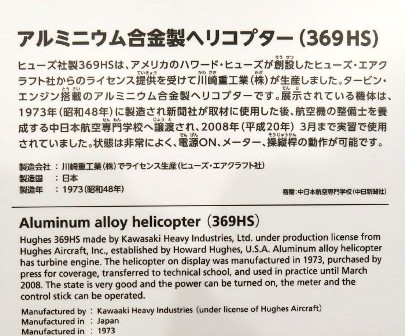 アルミニウム合金製ヘリコプター(369HS)
ヒューズ社製369HSは、アメリカのハワード・ヒューズが創設したヒューズ・エアク
ラフト社からのライセンス提供を受けて川崎重工業(株)が生産しました。タービン・
エンジン搭載のアルミニウム合金製ヘリコプターです。展示されている機体は、
1973年(昭和48年)に製造され新聞社が取材に使用した後、航空機の整備士を養
成する中日本航空専門学校へ譲渡され、2008年(平成20年)3月まで実習で使用
されていました。状態は非常によく、電源ON、メーター、操縦桿の動作が可能です。
製造会社:川崎重工業(株)でライセンス生産(ヒューズ・エアクラフト社)
製造国:日本
製造年:1973(昭和48年)
寄贈:中日本航空専門学校(中日新聞社)
Aluminum alloy helicopter (369HS)
Hughes 369HS made by Kawasaki Heavy Industries, Ltd. under production license from
Hughes Aircraft, Inc., established by Howard Hughes, U.S.A. Aluminum alloy helicopter
has turbine engine. The helicopter on display was manufactured in 1973, purchased
by press for coverage, transferred to technical school, and used in practice until March
2008. The state is very good and the power can be turned on, the meter and the
control stick can be operated.
Manufactured by : Kawasaki Heavy Industries (under license of Hughes Aircraft)
Manufactured in : Japan
Manufactured in : 1973